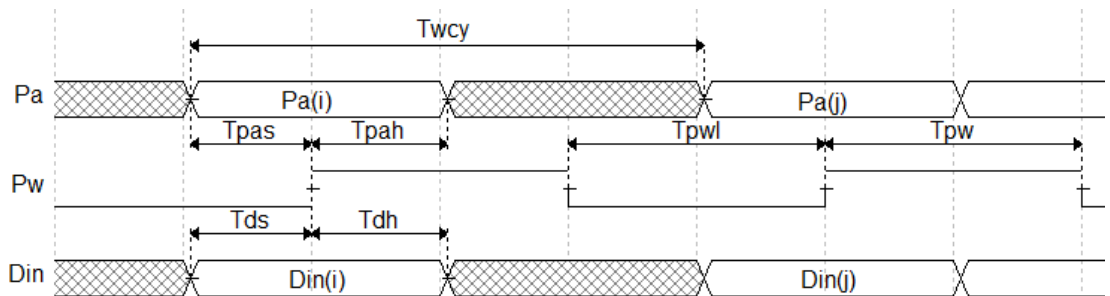 Twcy
Pa Pa(i) Pa(j)
Tpas Tpah Tpwl Tpw
Pw
Tds Tdh
Din Din(i) Din(j)